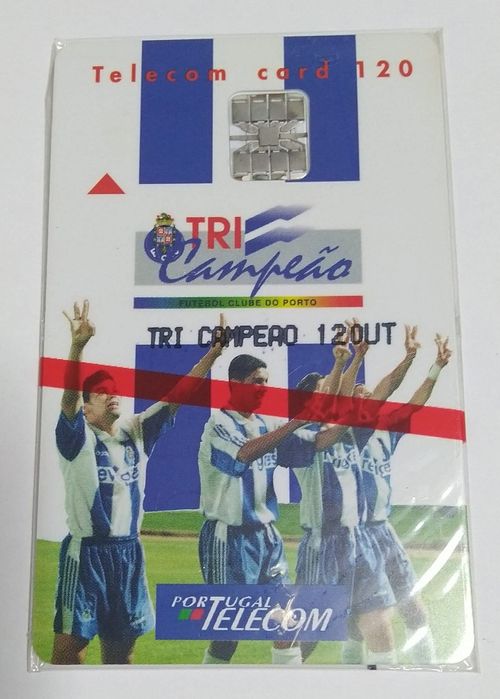 Telecom card 120
TRI
Campeão
FUTEBOL CLUBE DO PORTO
TRI CAMPEAO 120UT
PORTUGAL
TELECOM